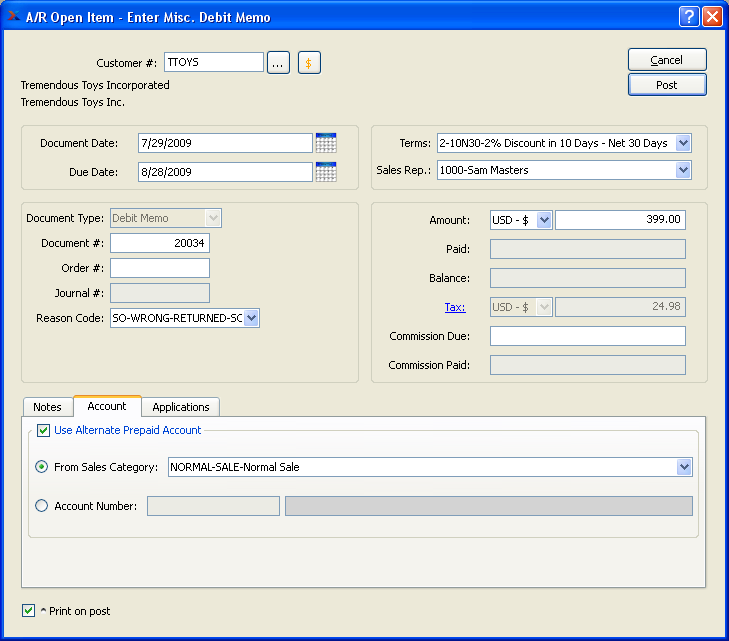 A/R Open Item - Enter Misc. Debit Memo
Customer #: TTOYS ... $
Cancel
Tremendous Toys Incorporated
Post
Tremendous Toys Inc.
Document Date: 7/29/2009
Terms: 2-10N30-2% Discount in 10 Days - Net 30 Days
Due Date: 8/28/2009
Sales Rep.: 1000-Sam Masters
Document Type: Debit Memo
Document #: 20034
Order #:
Journal #:
Reason Code: SO-WRONG-RETURNED-SC
Amount: USD - $ 399.00
Paid:
Balance:
Tax: USD - $ 24.98
Commission Due:
Commission Paid:
Notes Account Applications
Use Alternate Prepaid Account
From Sales Category: NORMAL-SALE-Normal Sale
Account Number:
^ Print on post